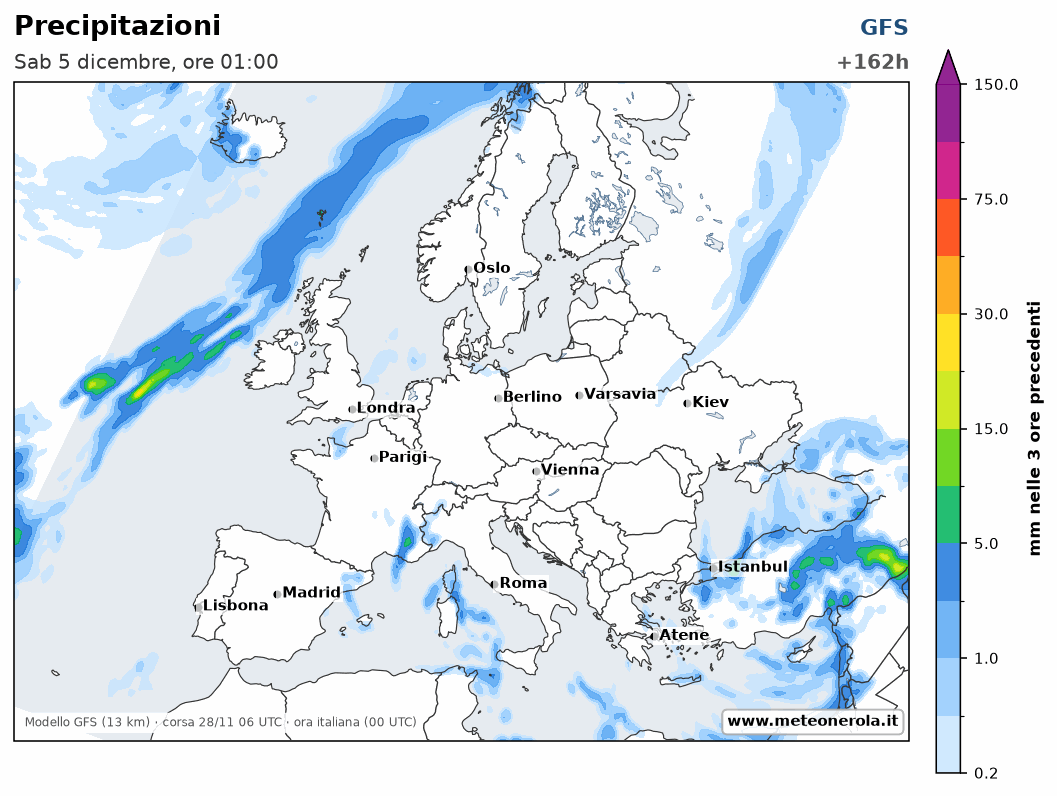 Precipitazioni
GFS
Sab 5 dicembre, ore 01:00
+162h
150.0
75.0
30.0
15.0
5.0
1.0
0.2
mm nelle 3 ore precedenti
Oslo
Berlino
Varsavia
Kiev
Londra
Parigi
Vienna
Istanbul
Roma
Madrid
Lisbona
Atene
Modello GFS (13 km) · corsa 28/11 06 UTC · ora italiana (00 UTC)
www.meteonerola.it